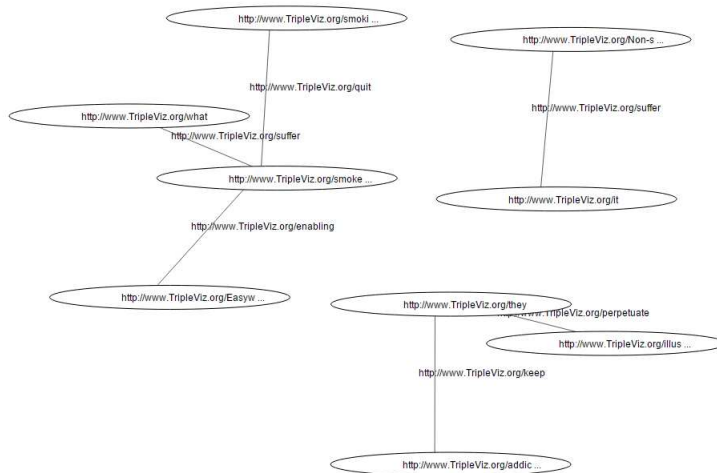 http://www.TripleViz.org/smoki ...
http://www.TripleViz.org/Non-s ...
http://www.TripleViz.org/quit
http://www.TripleViz.org/suffer
http://www.TripleViz.org/what
http://www.TripleViz.org/suffer
http://www.TripleViz.org/smoke ...
http://www.TripleViz.org/it
http://www.TripleViz.org/enabling
http://www.TripleViz.org/Easyw ...
http://www.TripleViz.org/they
http://www.TripleViz.org/perpetuate
http://www.TripleViz.org/illus ...
http://www.TripleViz.org/keep
http://www.TripleViz.org/addic ...